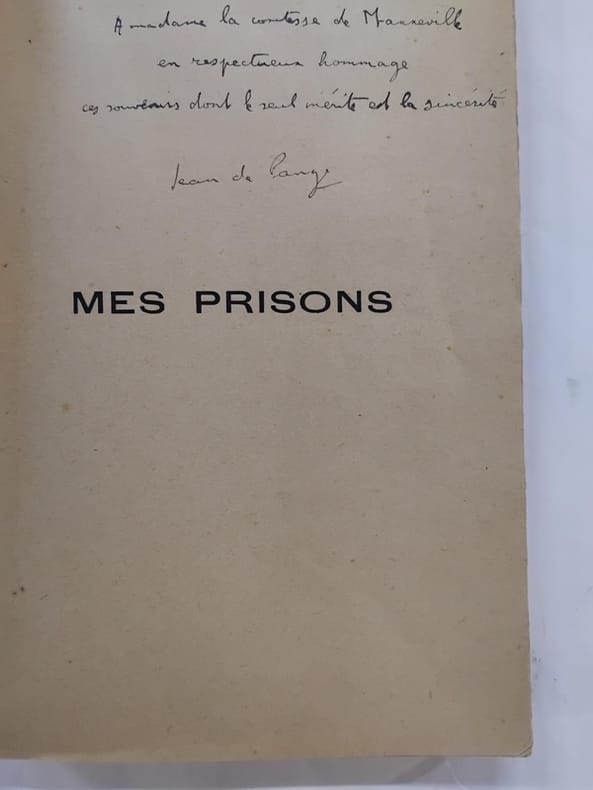 A madame la comtesse de Manneville
en respectueux hommage
ces souvenirs dont le seul mérite est la sincérité
Jean de Pange
MES PRISONS